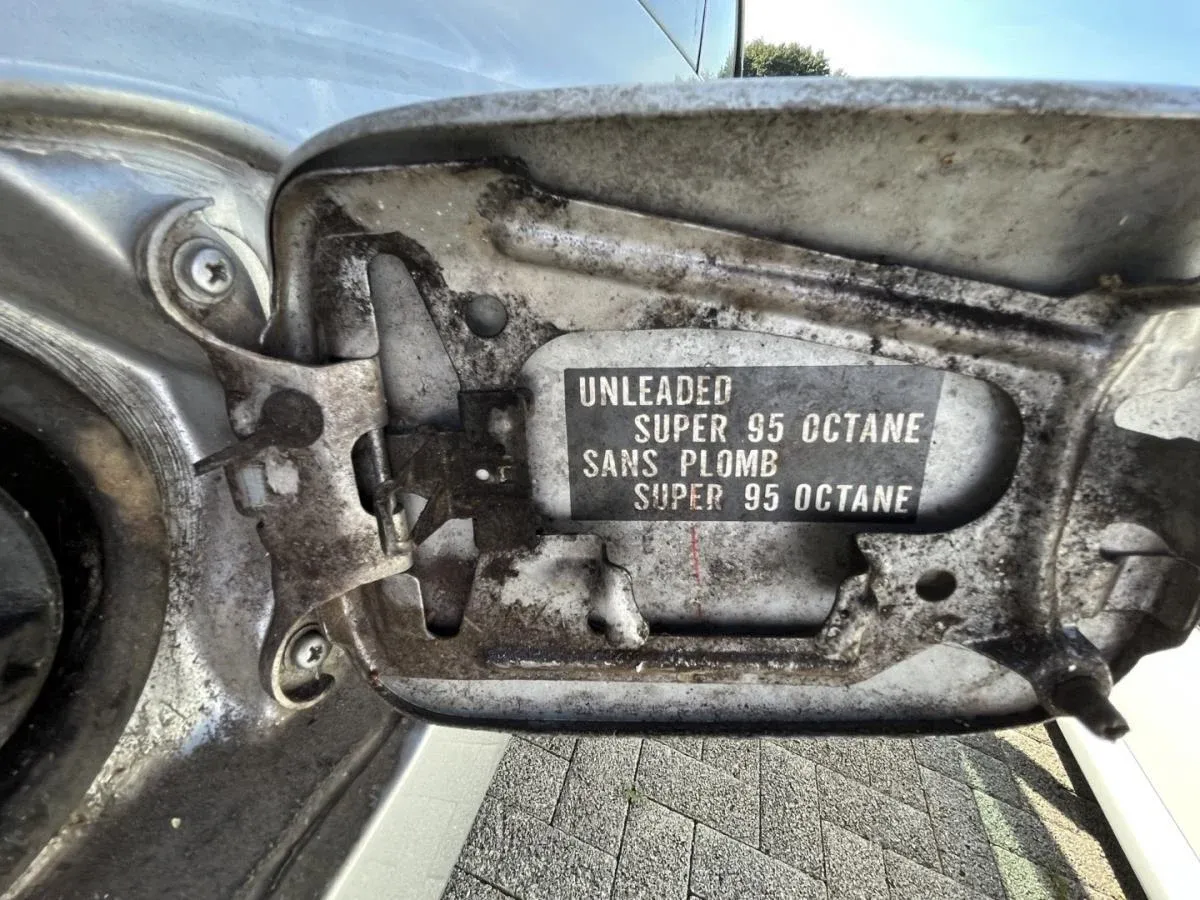 UNLEADED
SUPER 95 OCTANE
SANS PLOMB
SUPER 95 OCTANE